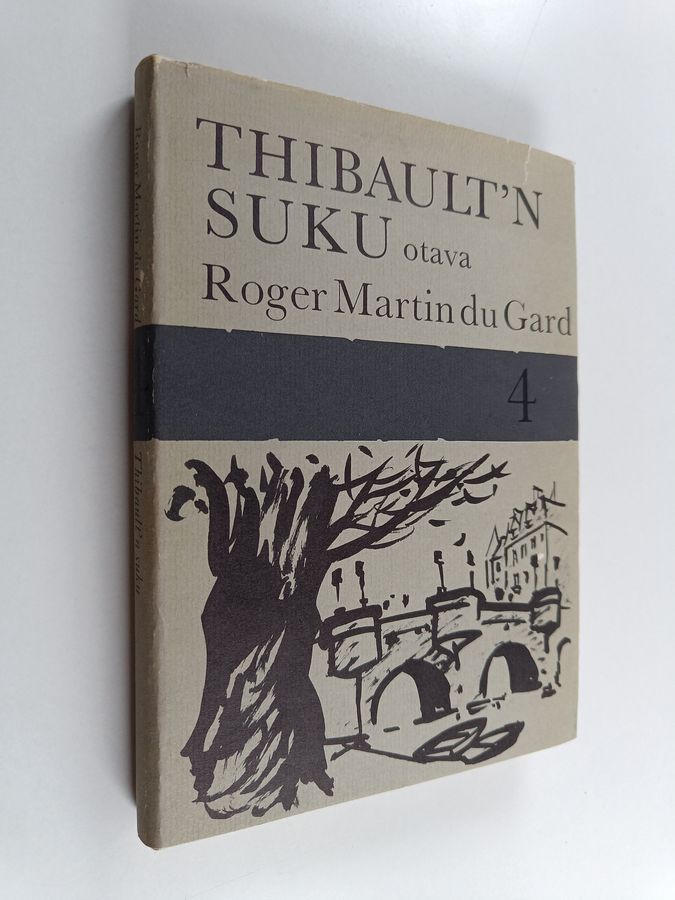 THIBAULT'N
SUKU otava
Roger Martin du Gard
4
Roger Martin du Gard
Thibault'n suku